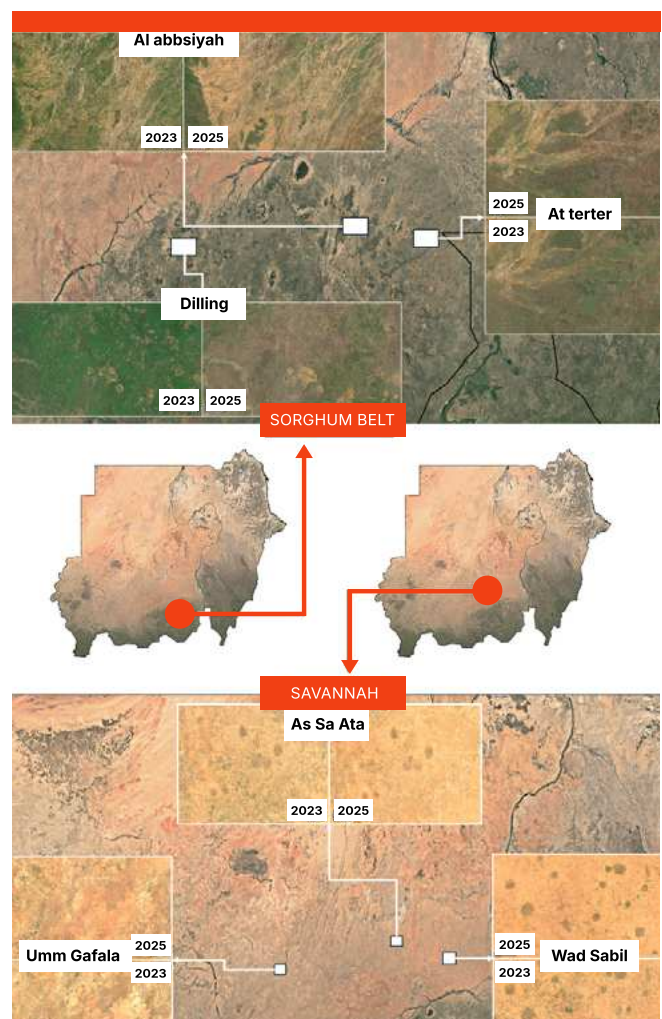 Al abbsiyah
2023
2025
2025
At terter
2023
Dilling
2023
2025
SORGHUM BELT
SAVANNAH
As Sa Ata
2023
2025
2025
Umm Gafala
2023
2025
Wad Sabil
2023